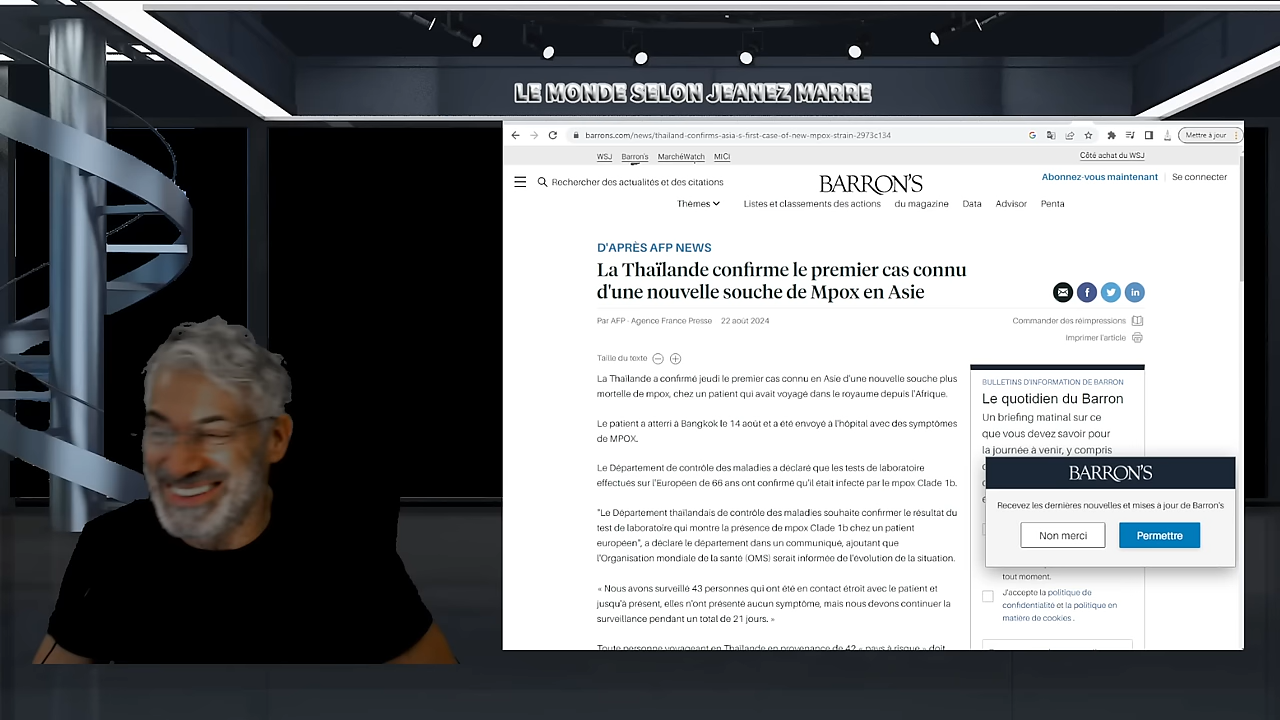 LE MONDE SELON JEANEZ MARRE
barrons.com/news/thailand-confirms-asia-s-first-case-of-new-mpox-strain-2973c134
Mettre à jour
WSJ Barron's MarchéWatch MICI
Côté achat du WSJ
Rechercher des actualités et des citations
BARRON'S
Abonnez-vous maintenant
Se connecter
Thèmes Listes et classements des actions du magazine Data Advisor Penta
D'APRÈS AFP NEWS
La Thaïlande confirme le premier cas connu
d'une nouvelle souche de Mpox en Asie
Par AFP - Agence France Presse
22 août 2024
Commander des réimpressions
Imprimer l'article
Taille du texte
La Thaïlande a confirmé jeudi le premier cas connu en Asie d'une nouvelle souche plus
mortelle de mpox, chez un patient qui avait voyagé dans le royaume depuis l'Afrique.
Le patient a atterri à Bangkok le 14 août et a été envoyé à l'hôpital avec des symptômes
de MPOX.
Le Département de contrôle des maladies a déclaré que les tests de laboratoire
effectués sur l'Européen de 66 ans ont confirmé qu'il était infecté par le mpox Clade 1b.
"Le Département thaïlandais de contrôle des maladies souhaite confirmer le résultat du
test de laboratoire qui montre la présence de mpox Clade 1b chez un patient
européen", a déclaré le département dans un communiqué, ajoutant que
l'Organisation mondiale de la santé (OMS) serait informée de l'évolution de la situation.
« Nous avons surveillé 43 personnes qui ont été en contact étroit avec le patient et
jusqu'à présent, elles n'ont présenté aucun symptôme, mais nous devons continuer la
surveillance pendant un total de 21 jours. »
Toute personne voyageant en Thaïlande en provenance de 42 « pays à risque » doit
BULLETINS D'INFORMATION DE BARRON
Le quotidien du Barron
Un briefing matinal sur ce
que vous devez savoir pour
la journée à venir, y compris
BARRON'S
Recevez les dernières nouvelles et mises à jour de Barron's
Non merci
Permettre
tout moment.
J'accepte la politique de
confidentialité et la politique en
matière de cookies .